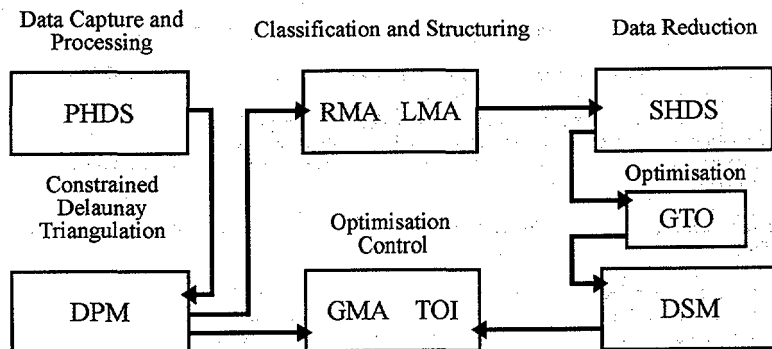 Data Capture and
Processing
Classification and Structuring
Data Reduction
PHDS
RMA LMA
SHDS
Constrained
Delaunay
Triangulation
Optimisation
Control
Optimisation
GTO
DPM
GMA TOI
DSM